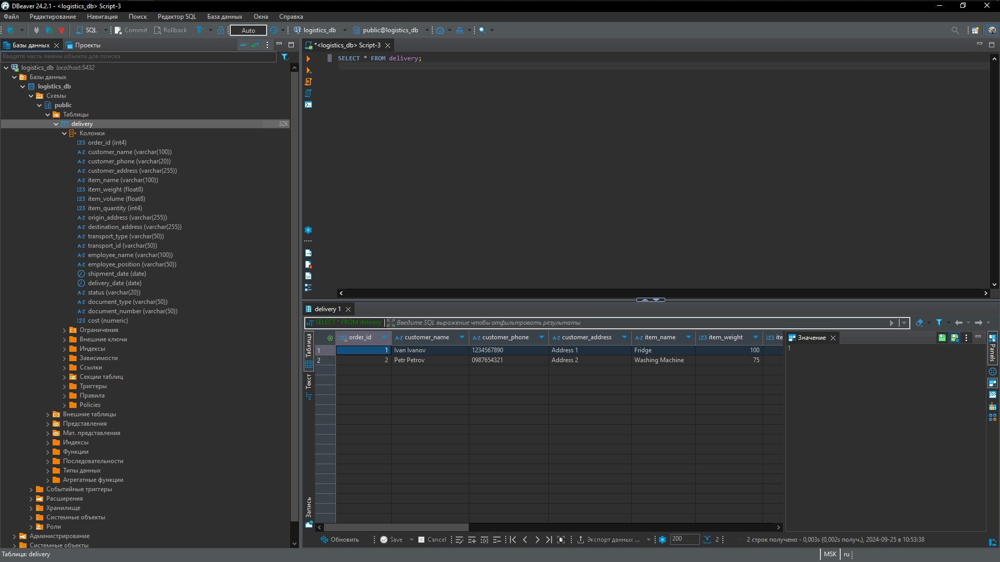 DBeaver 24.2.1 - <logistics_db> Script-3
Файл Редактирование Навигация Поиск Редактор SQL База данных Окна Справка
SQL Commit Rollback Auto logistics_db public@logistics_db
Базы данных Проекты
Введите часть имени объекта для поиска
logistics_db localhost:5432
Базы данных
logistics_db
Схемы
public
Таблицы
delivery 32K
Колонки
123 order_id (int4)
A-Z customer_name (varchar(100))
A-Z customer_phone (varchar(20))
A-Z customer_address (varchar(255))
A-Z item_name (varchar(100))
123 item_weight (float8)
123 item_volume (float8)
123 item_quantity (int4)
A-Z origin_address (varchar(255))
A-Z destination_address (varchar(255))
A-Z transport_type (varchar(50))
A-Z transport_id (varchar(50))
A-Z employee_name (varchar(100))
A-Z employee_position (varchar(50))
shipment_date (date)
delivery_date (date)
A-Z status (varchar(20))
A-Z document_type (varchar(50))
A-Z document_number (varchar(50))
123 cost (numeric)
Ограничения
Внешние ключи
Индексы
Зависимости
Ссылки
Секции таблиц
Триггеры
Правила
Policies
Внешние таблицы
Представления
Мат. представления
Индексы
Функции
Последовательности
Типы данных
Агрегатные функции
Событийные триггеры
Расширения
Хранилище
Системные объекты
Роли
Администрирование
Системные объекты
*<logistics_db> Script-3
SELECT * FROM delivery;
delivery 1
SELECT * FROM delivery Введите SQL выражение чтобы отфильтровать результаты
Таблица
Текст
Запись
123 order_id A-Z customer_name A-Z customer_phone A-Z customer_address A-Z item_name 123 item_weight 123 ite
1 1 Ivan Ivanov 1234567890 Address 1 Fridge 100
2 2 Petr Petrov 0987654321 Address 2 Washing Machine 75
Значение
1
Panels
Обновить Save Cancel Экспорт данных ... 200 2 2 строк получено - 0,003s (0,002s получ.), 2024-09-25 в 10:53:38
Таблица: delivery
MSK ru